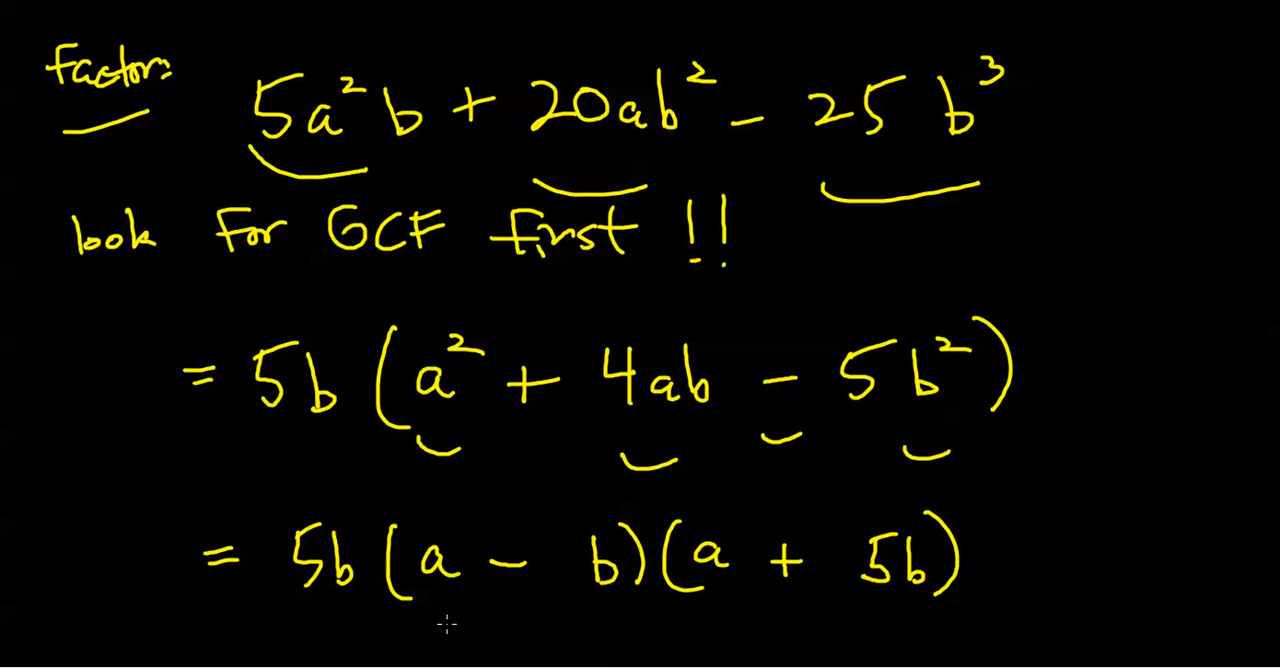 Factor: 5a²b + 20ab² - 25b³
look for GCF first !!
= 5b (a² + 4ab - 5b²)
= 5b (a - b)(a + 5b)